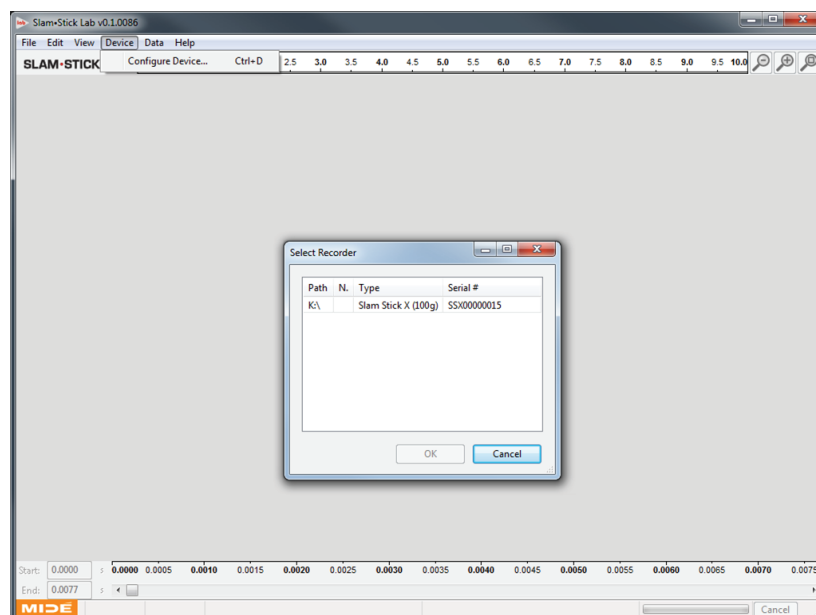 Slam•Stick Lab v0.1.0086
File Edit View Device Data Help
SLAM•STICK
Configure Device... Ctrl+D
2.5 3.0 3.5 4.0 4.5 5.0 5.5 6.0 6.5 7.0 7.5 8.0 8.5 9.0 9.5 10.0
Select Recorder
Path N. Type Serial #
K:\ Slam Stick X (100g) SSX00000015
OK Cancel
Start: 0.0000 s 0.0000 0.0005 0.0010 0.0015 0.0020 0.0025 0.0030 0.0035 0.0040 0.0045 0.0050 0.0055 0.0060 0.0065 0.0070 0.0075
End: 0.0077 s
MIDÉ Cancel